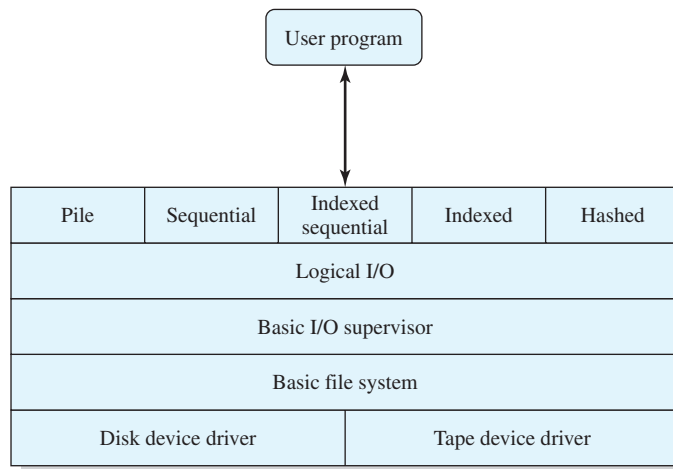 User program
Pile
Sequential
Indexed
sequential
Indexed
Hashed
Logical I/O
Basic I/O supervisor
Basic file system
Disk device driver
Tape device driver